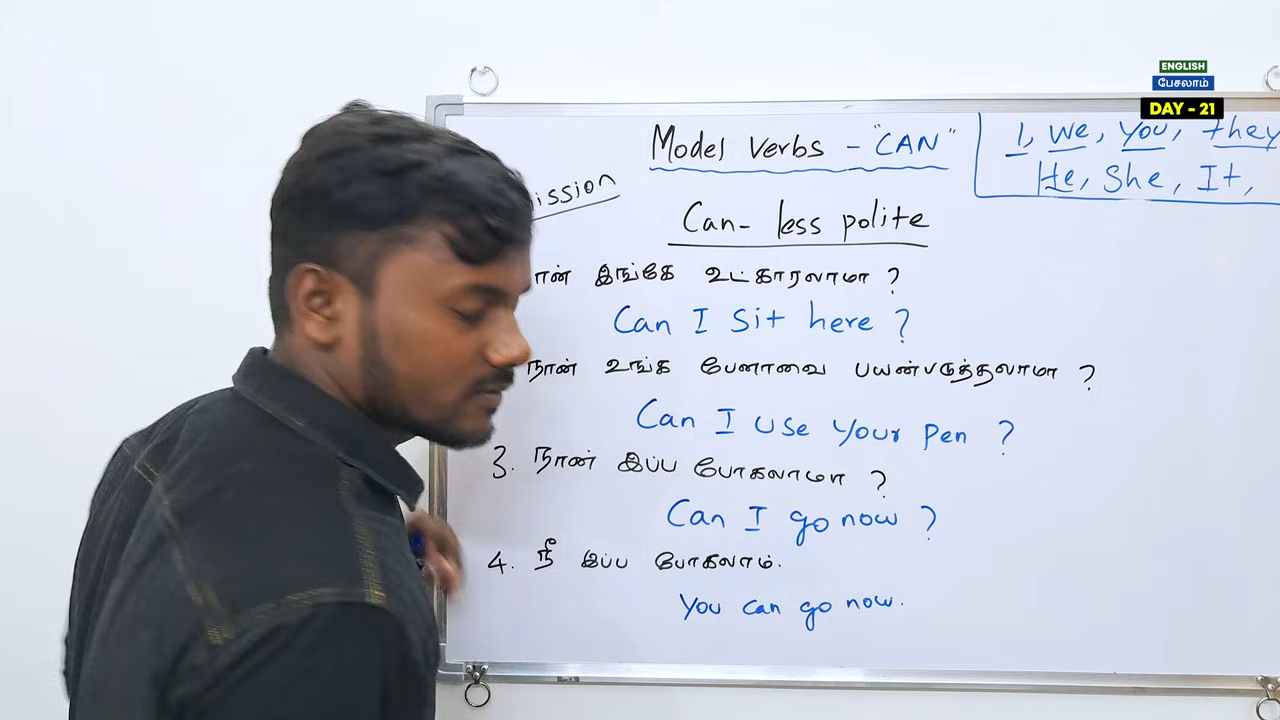 ENGLISH
பேசலாம்
DAY - 21
Model Verbs - "CAN"
I, We, You, They
He, She, It,
Can - less polite
இங்கே உட்காரலாமா ?
Can I Sit here ?
நான் உங்க பேனாவை பயன்படுத்தலாமா ?
Can I use your pen ?
3. நான் இப்ப போகலாமா ?
Can I go now ?
4. நீ இப்ப போகலாம்.
You can go now.